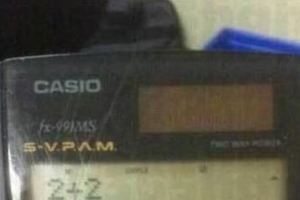 CASIO
fx-991MS
S-V.P.A.M.
TWO WAY POWER
2+2